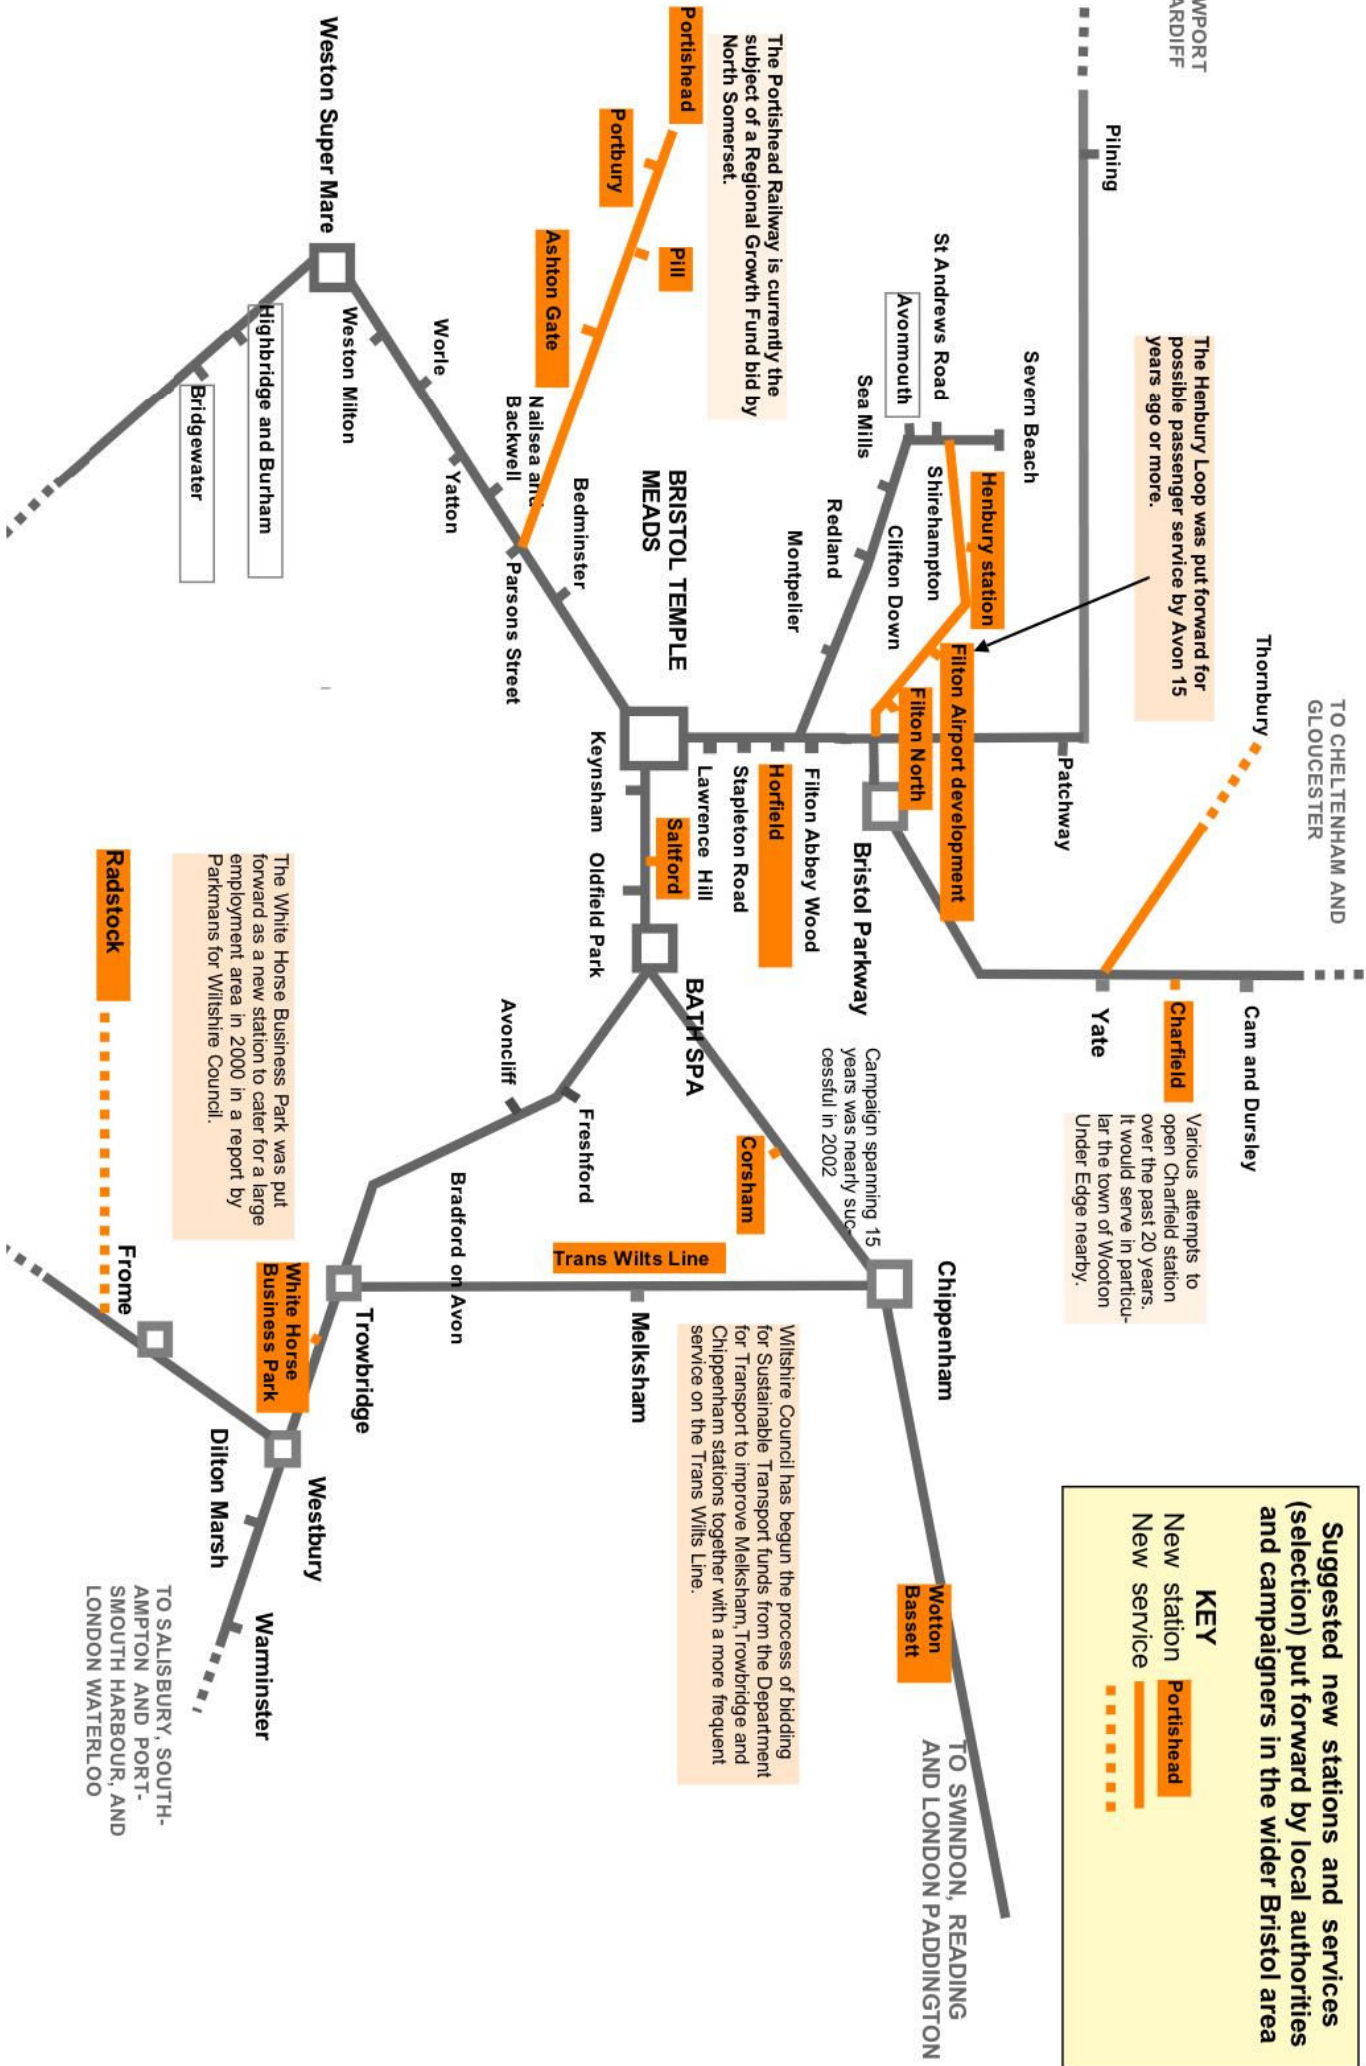 Suggested new stations and services
(selection) put forward by local authorities
and campaigners in the wider Bristol area
KEY
New station
Portishead
New service
TO CHELTENHAM AND
GLOUCESTER
WPORT
ARDIFF
Pilning
Thornbury
Cam and Dursley
Charfield
Various attempts to
open Charfield station
over the past 20 years.
It would serve in particu-
lar the town of Wooton
Under Edge nearby.
Yate
The Henbury Loop was put forward for
possible passenger service by Avon 15
years ago or more.
Patchway
Severn Beach
Henbury station
Filton Airport development
Filton North
St Andrews Road
Shirehampton
Avonmouth
Clifton Down
Sea Mills
Redland
Montpelier
Bristol Parkway
Filton Abbey Wood
Horfield
Stapleton Road
Lawrence Hill
Chippenham
Wotton
Bassett
TO SWINDON, READING
AND LONDON PADDINGTON
Campaign spanning 15
years was nearly suc-
cessful in 2002
Corsham
The Portishead Railway is currently the
subject of a Regional Growth Fund bid by
North Somerset.
Portishead
Pill
Portbury
Ashton Gate
BRISTOL TEMPLE
MEADS
Saltford
BATH SPA
Keynsham
Oldfield Park
Wiltshire Council has begun the process of bidding
for Sustainable Transport funds from the Department
for Transport to improve Melksham,Trowbridge and
Chippenham stations together with a more frequent
service on the Trans Wilts Line.
Trans Wilts Line
Melksham
Bedminster
Nailsea and
Backwell
Parsons Street
Freshford
Avoncliff
Bradford on Avon
Worle
Yatton
Weston Super Mare
Weston Milton
Highbridge and Burham
Bridgewater
Trowbridge
White Horse
Business Park
Westbury
The White Horse Business Park was put
forward as a new station to cater for a large
employment area in 2000 in a report by
Parkmans for Wiltshire Council.
Radstock
Frome
Dilton Marsh
Warminster
TO SALISBURY, SOUTH-
AMPTON AND PORT-
SMOUTH HARBOUR, AND
LONDON WATERLOO